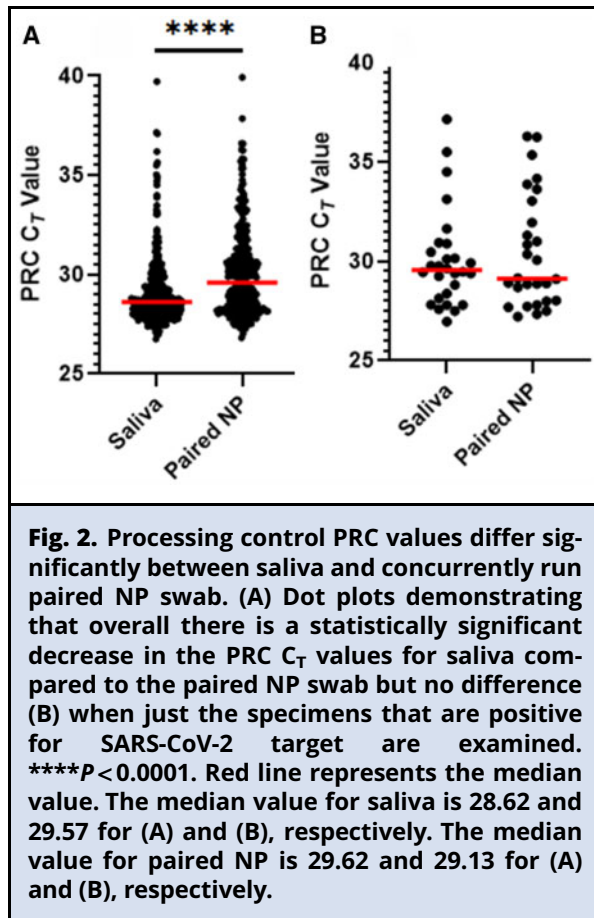 A
****
B
40
35
30
25
PRC CT Value
Saliva
Paired NP
40
35
30
25
PRC CT Value
Saliva
Paired NP
Fig. 2. Processing control PRC values differ sig-
nificantly between saliva and concurrently run
paired NP swab. (A) Dot plots demonstrating
that overall there is a statistically significant
decrease in the PRC CT values for saliva com-
pared to the paired NP swab but no difference
(B) when just the specimens that are positive
for SARS-CoV-2 target are examined.
****P < 0.0001. Red line represents the median
value. The median value for saliva is 28.62 and
29.57 for (A) and (B), respectively. The median
value for paired NP is 29.62 and 29.13 for (A)
and (B), respectively.